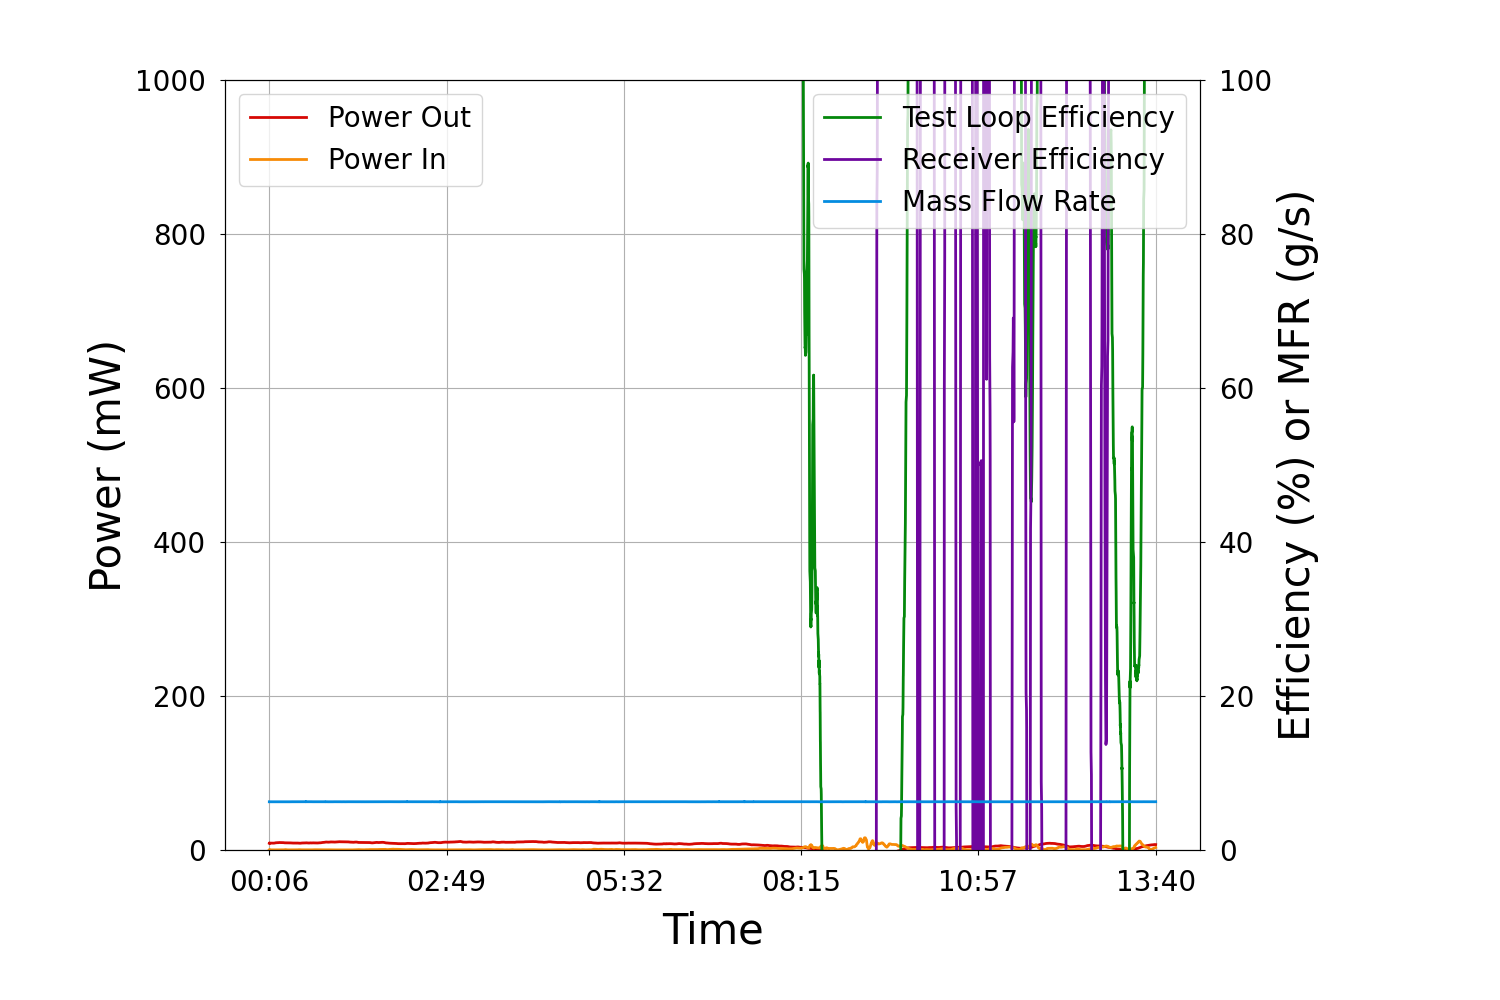 1000
800
600
400
200
0
Power (mW)
Power Out
Power In
Test Loop Efficiency
Receiver Efficiency
Mass Flow Rate
100
80
60
40
20
0
Efficiency (%) or MFR (g/s)
00:06 02:49 05:32 08:15 10:57 13:40
Time